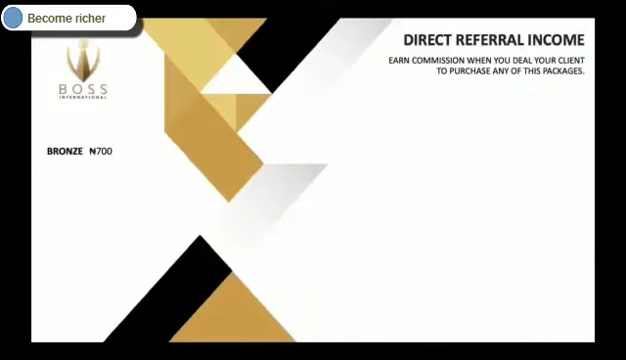 Become richer
BOSS
INTERNATIONAL
DIRECT REFERRAL INCOME
EARN COMMISSION WHEN YOU DEAL YOUR CLIENT
TO PURCHASE ANY OF THIS PACKAGES.
BRONZE ₦700